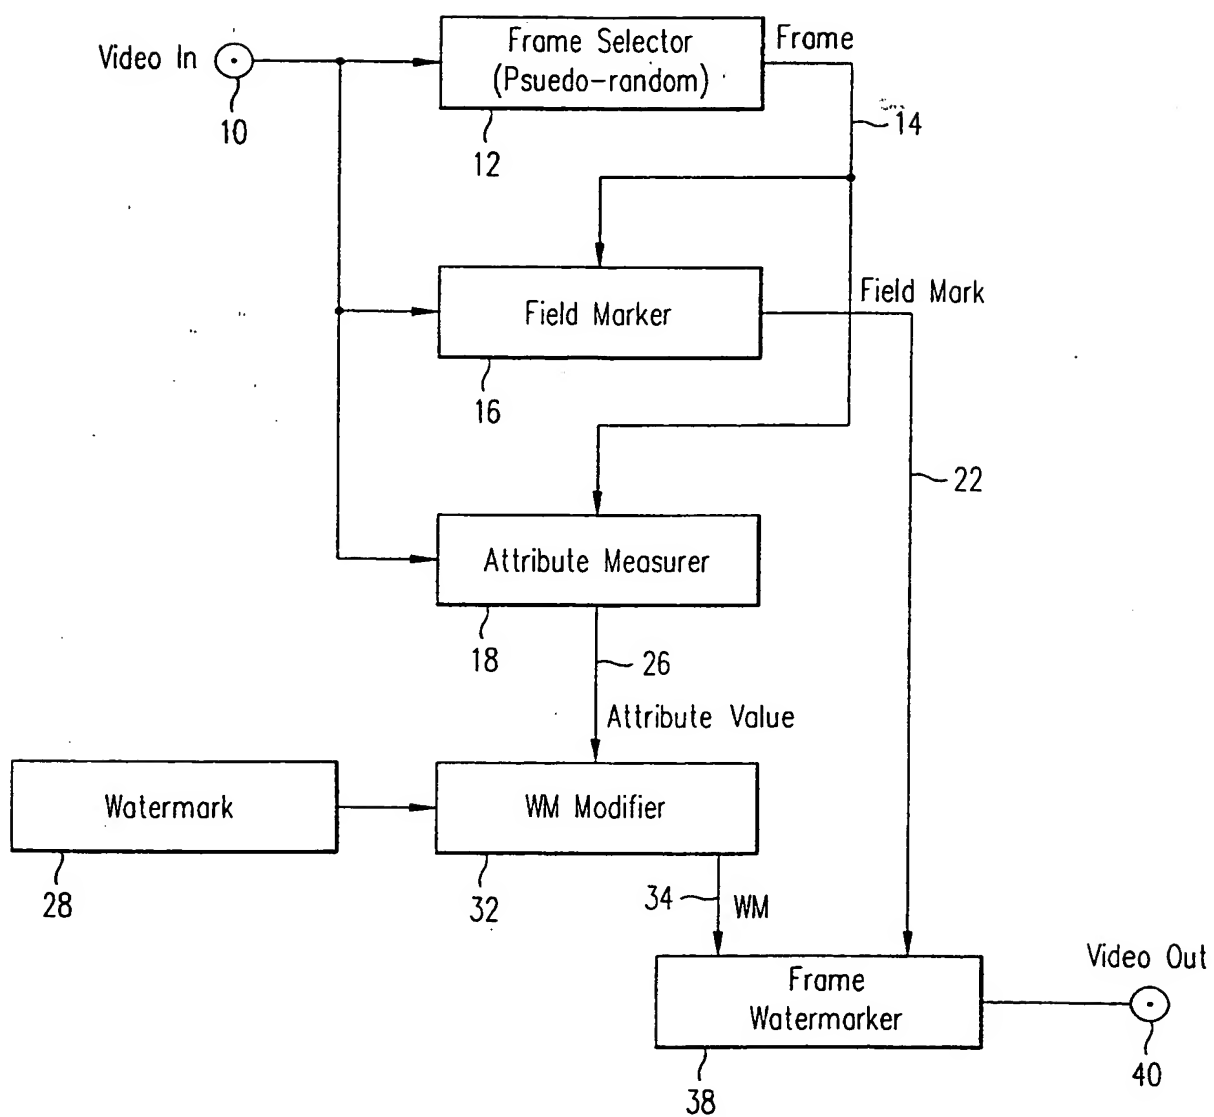 Video In
10
Frame Selector
(Psuedo-random)
12
Frame
14
Field Marker
16
Field Mark
22
Attribute Measurer
18
26
Attribute Value
Watermark
28
WM Modifier
32
34
WM
Frame
Watermarker
38
Video Out
40